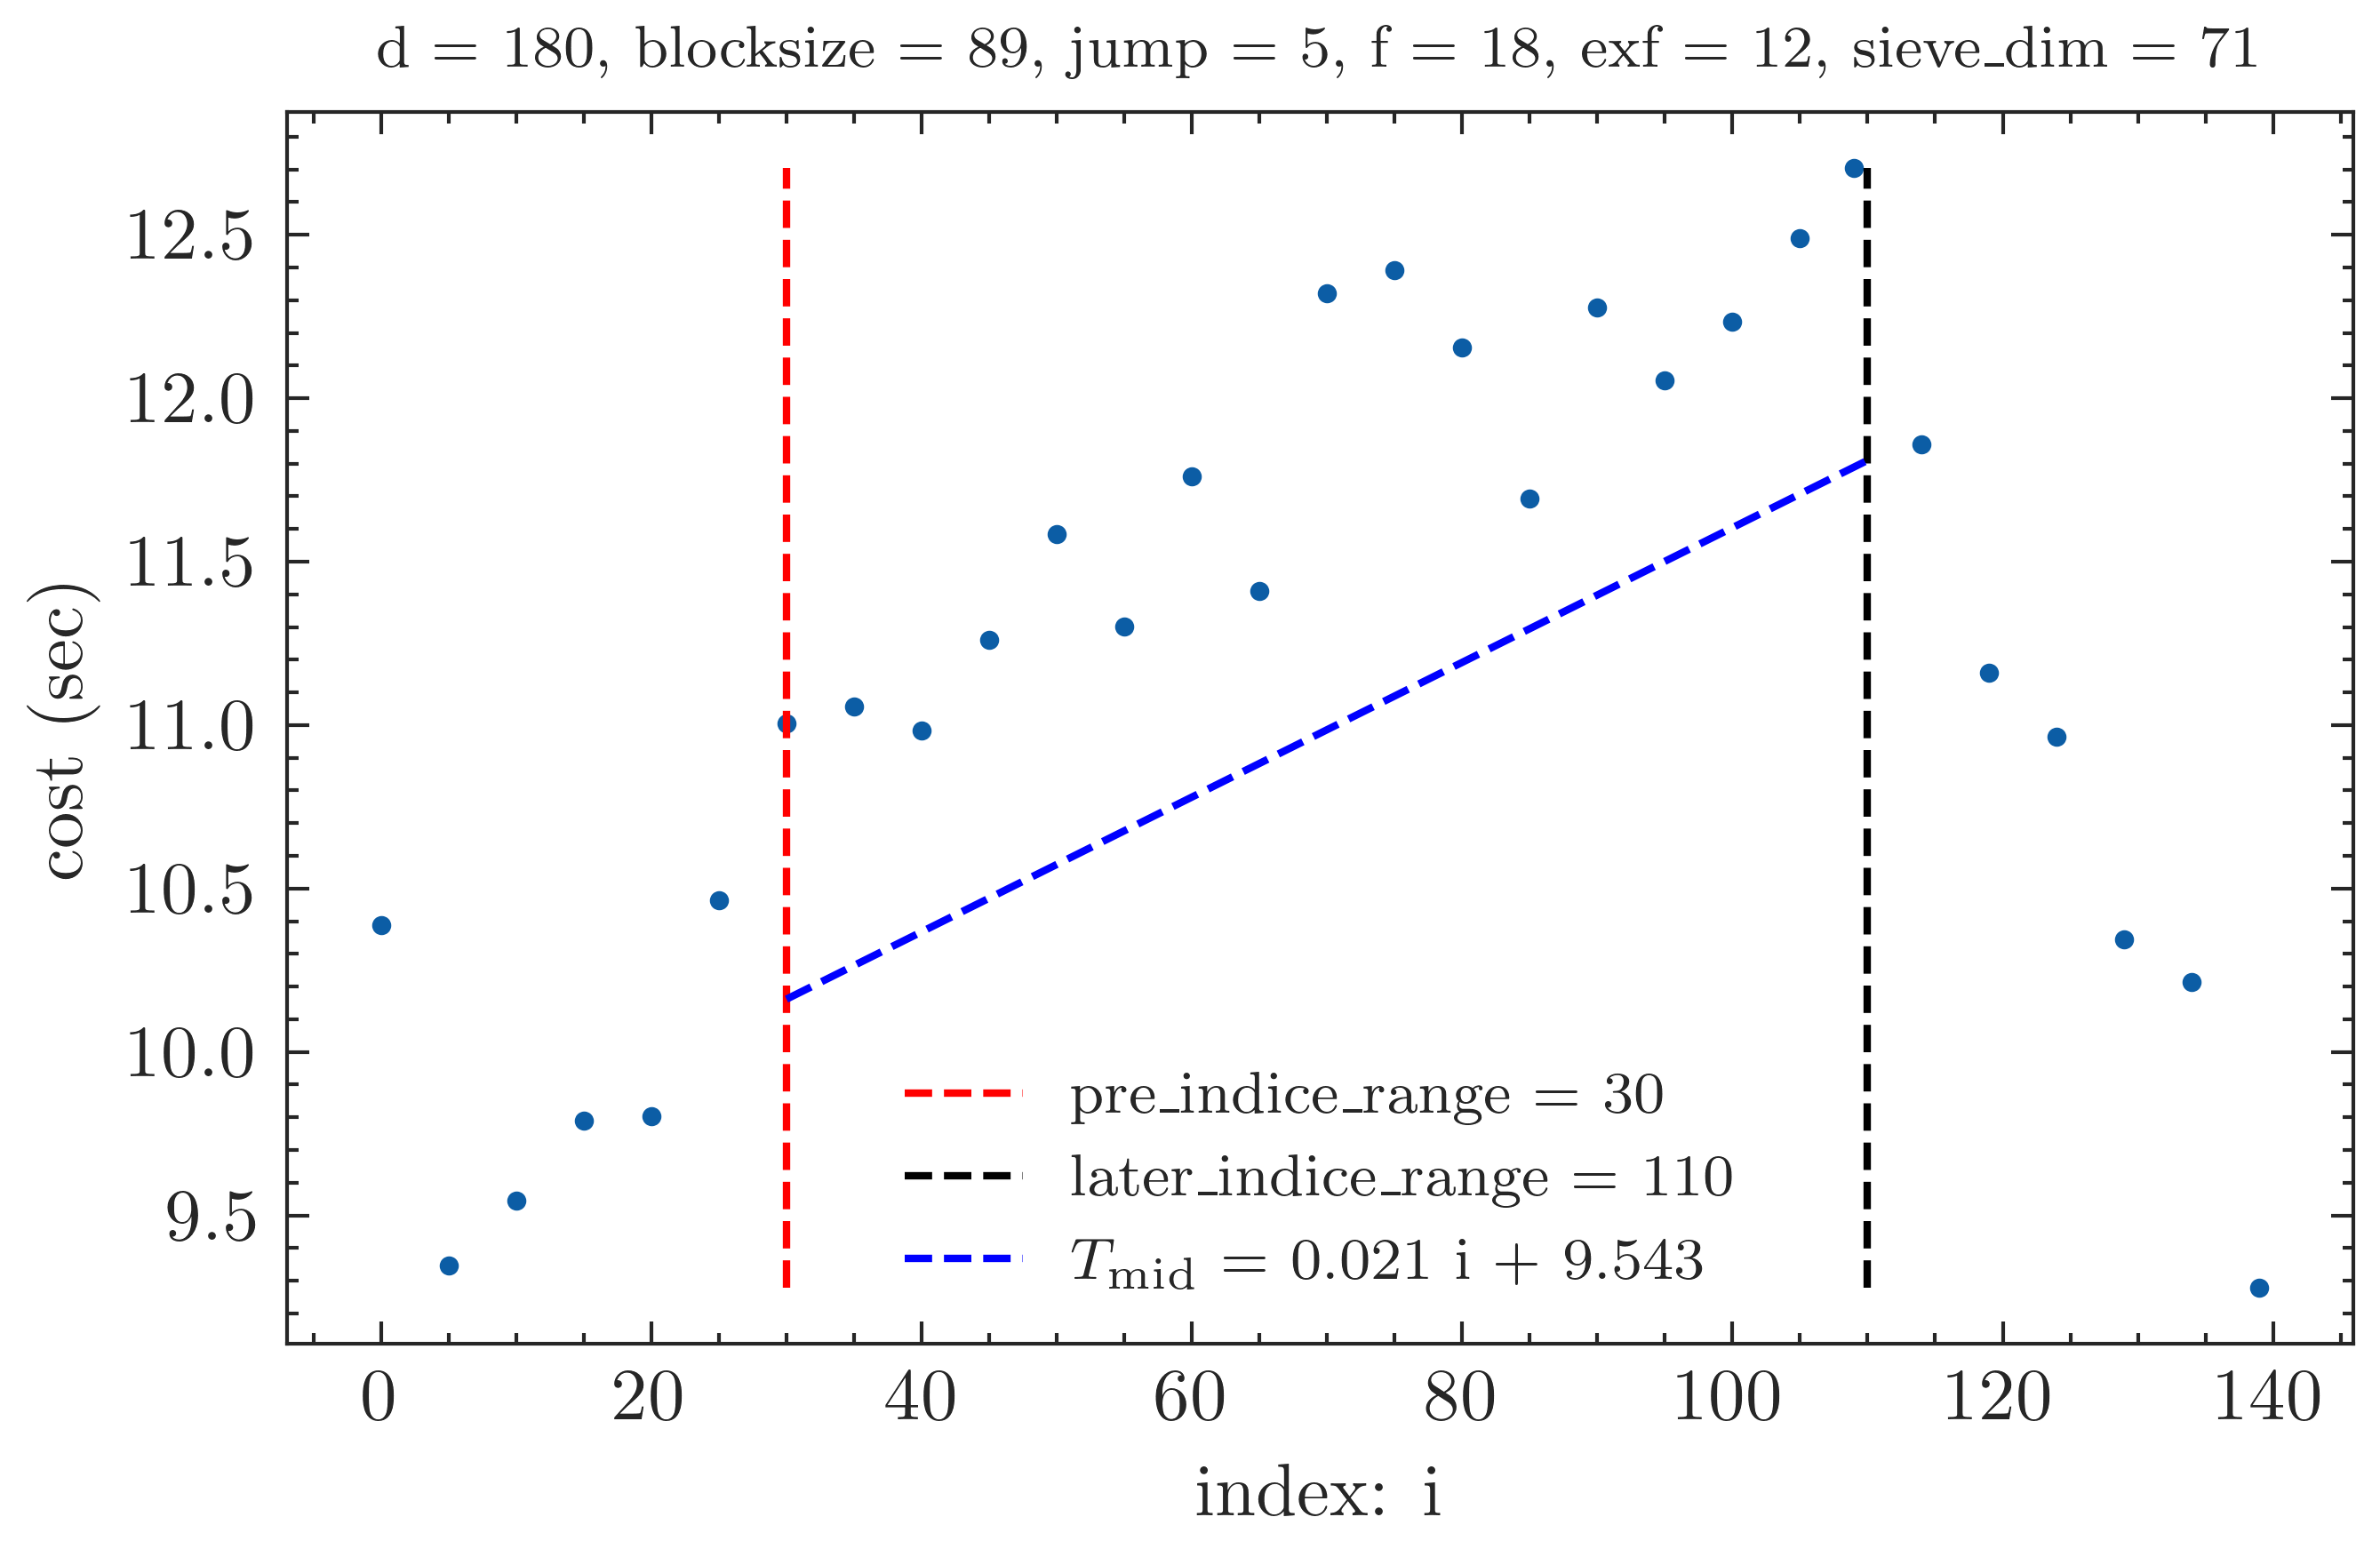 d = 180, blocksize = 89, jump = 5, f = 18, exf = 12, sieve_dim = 71
cost (sec)
12.5
12.0
11.5
11.0
10.5
10.0
9.5
pre_indice_range = 30
later_indice_range = 110
T_mid = 0.021 i + 9.543
0 20 40 60 80 100 120 140
index: i